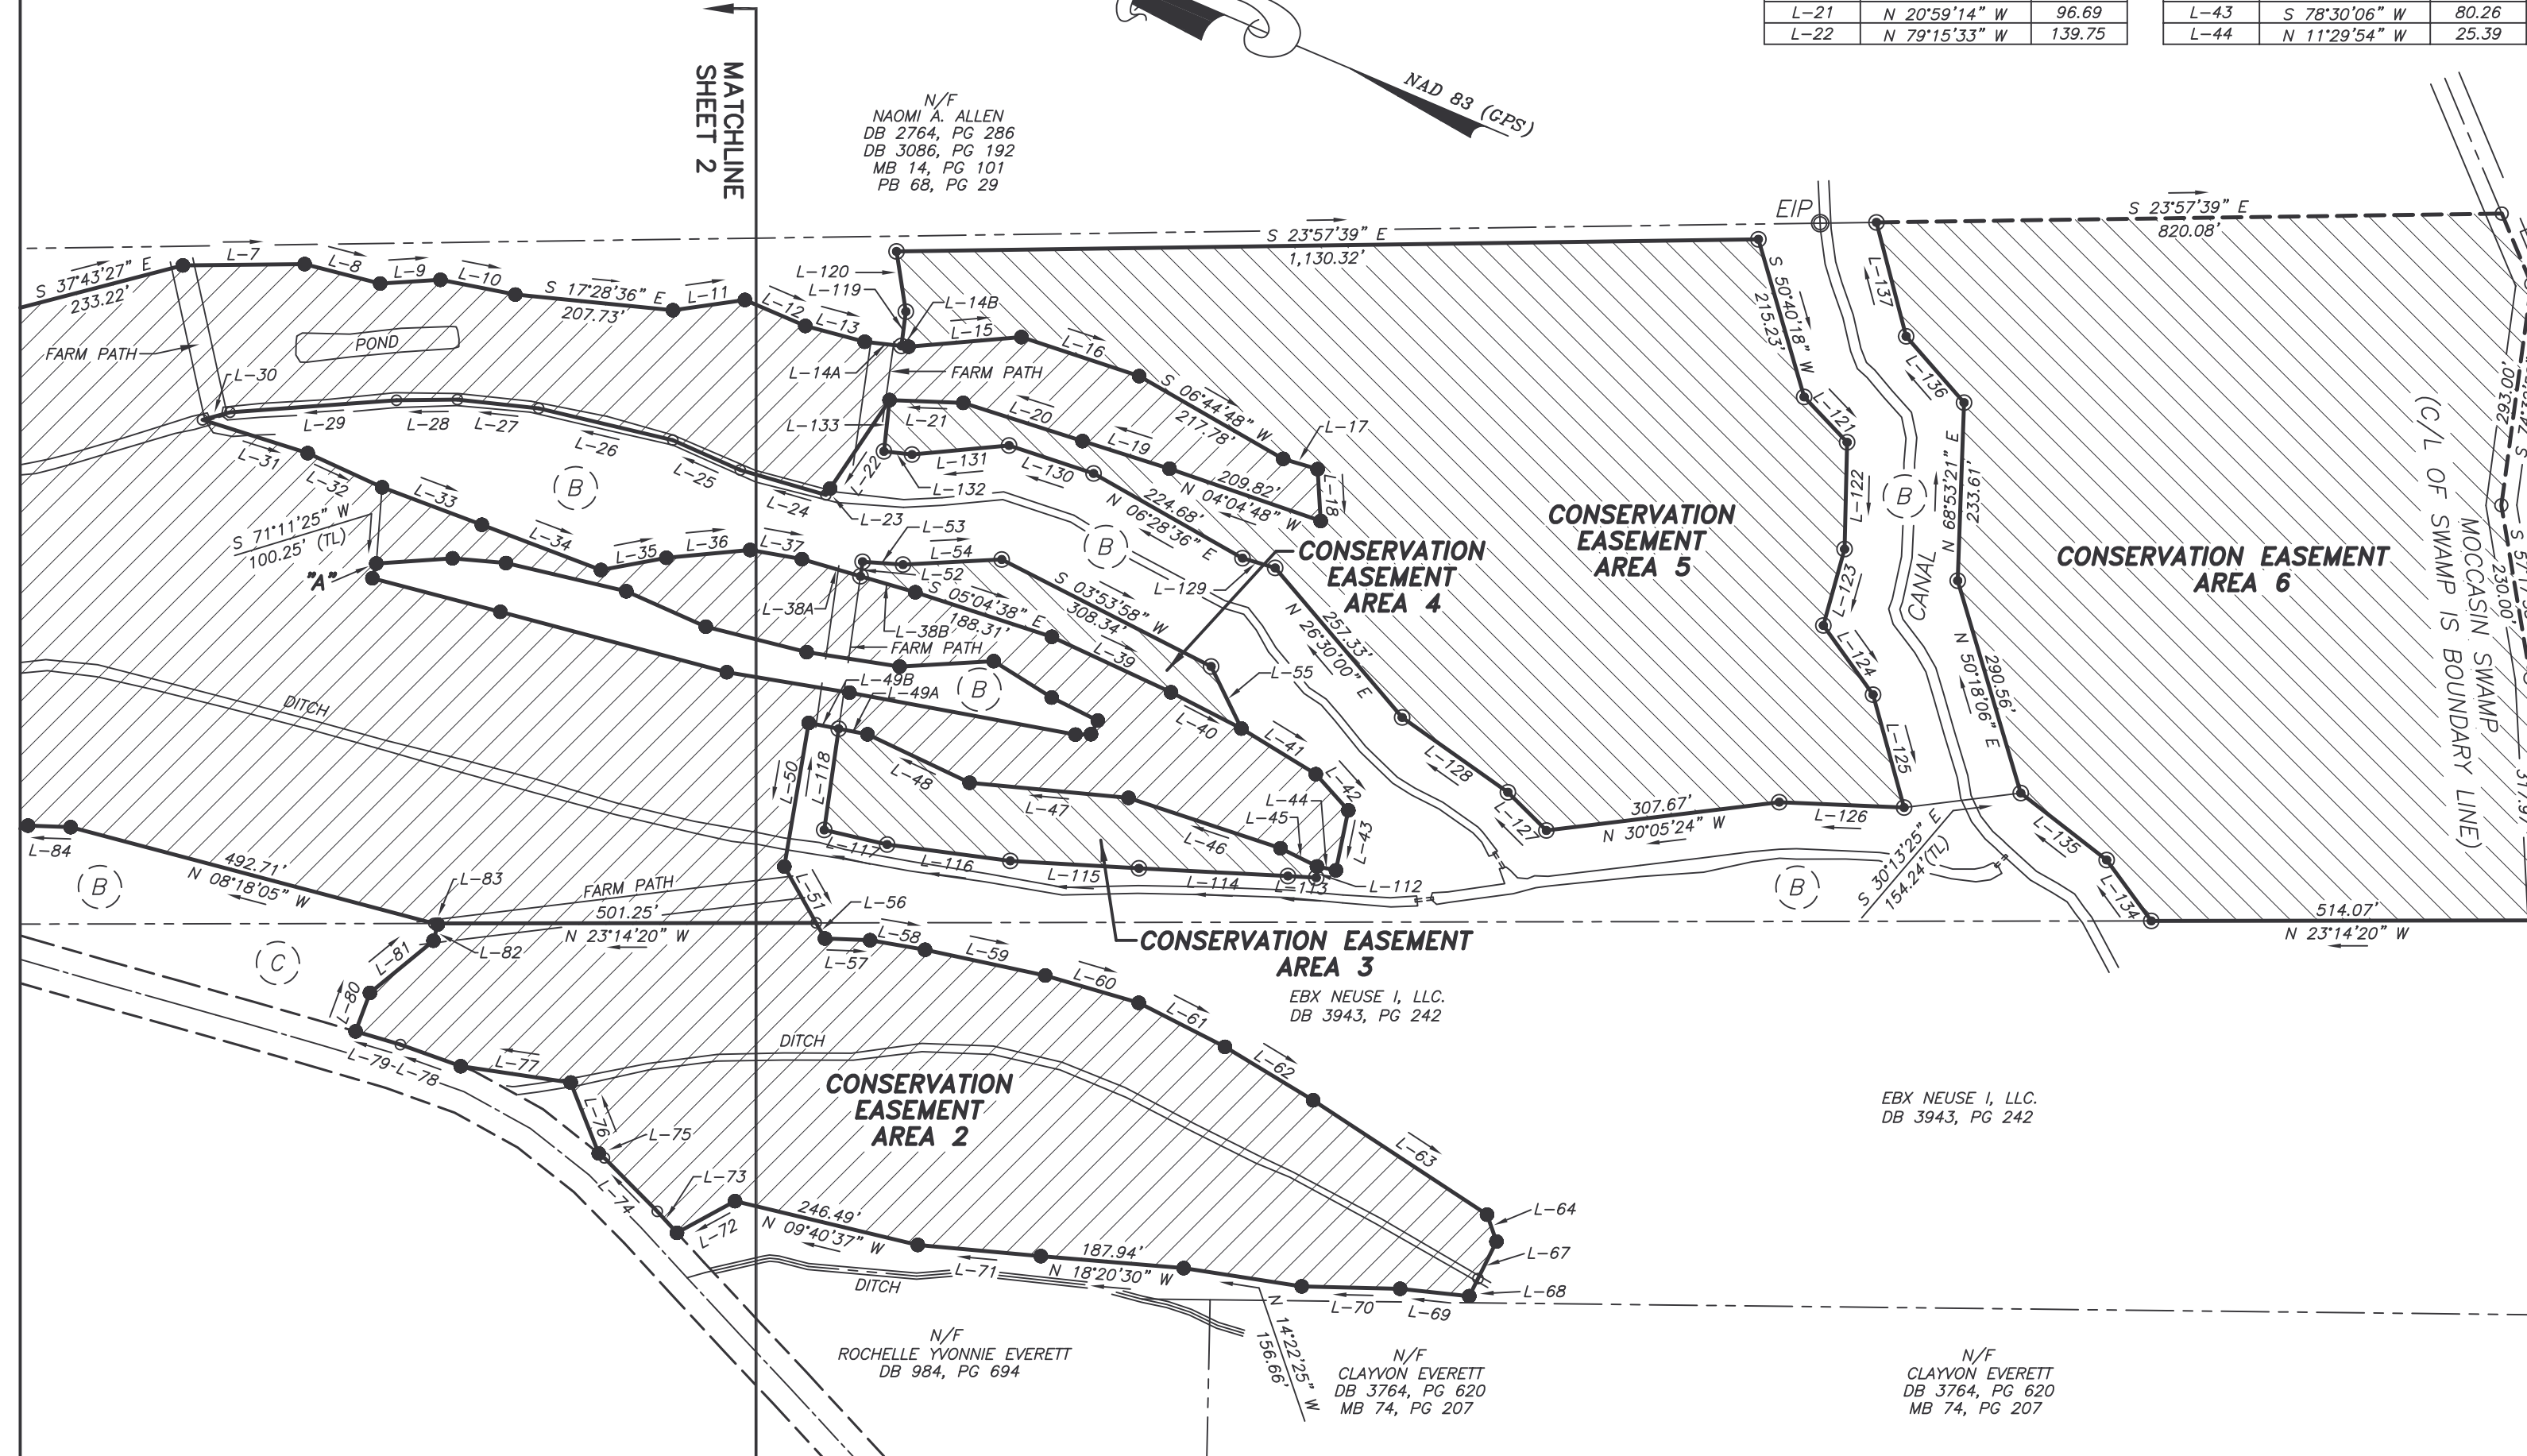 L-21 N 20°59'14" W 96.69
L-22 N 79°15'33" W 139.75
L-43 S 78°30'06" W 80.26
L-44 N 11°29'54" W 25.39
MATCHLINE
SHEET 2
NAD 83 (GPS)
N/F
NAOMI A. ALLEN
DB 2764, PG 286
DB 3086, PG 192
MB 14, PG 101
PB 68, PG 29
EIP
S 23°57'39" E
820.08'
S 23°57'39" E
1,130.32'
S 37°43'27" E
233.22'
L-7
L-8
L-9
L-10
S 17°28'36" E
207.73'
L-11
L-12
L-13
L-120
L-119
L-14B
L-15
L-16
L-14A
FARM PATH
FARM PATH
POND
L-30
L-29
L-28
L-27
L-26
L-25
L-24
L-23
L-22
L-133
L-21
L-20
L-19
L-131
L-130
L-132
S 06°44'48" W
217.78'
L-17
L-18
209.82'
N 04°04'48" W
224.68'
N 06°28'36" E
S 50°40'18" W
215.23'
L-121
L-122
L-123
L-124
L-125
L-137
L-136
N 68°53'21" E
233.61'
B
CANAL
290.56'
N 50°18'06" E
293.00'
230.00'
(C/L OF MOCCASIN SWAMP
SWAMP IS BOUNDARY LINE)
CONSERVATION
EASEMENT
AREA 5
CONSERVATION EASEMENT
AREA 6
CONSERVATION
EASEMENT
AREA 4
L-31
L-32
L-33
L-34
L-35
L-36
L-37
B
B
S 71°11'25" W
100.25' (TL)
"A"
L-53
L-54
L-52
L-38A
L-38B
S 05°04'38" E
188.31'
S 03°53'58" W
308.34'
L-129
N 26°30'00" E
257.33'
FARM PATH
L-39
L-55
L-49B
L-49A
B
L-40
L-41
L-42
L-43
L-44
L-45
L-46
L-47
L-48
L-50
L-118
L-117
L-116
L-115
L-114
L-113
L-112
L-128
L-127
307.67'
N 30°05'24" W
L-126
S 30°13'25" E
154.24'(TL)
B
L-135
L-134
514.07'
N 23°14'20" W
DITCH
L-84
B
492.71'
N 08°18'05" W
L-83
FARM PATH
501.25'
N 23°14'20" W
L-51
L-56
L-82
L-81
L-80
C
L-57
L-58
L-59
L-60
L-61
L-62
L-63
L-64
L-67
L-68
L-69
L-70
CONSERVATION EASEMENT
AREA 3
EBX NEUSE I, LLC.
DB 3943, PG 242
EBX NEUSE I, LLC.
DB 3943, PG 242
L-79
L-78
L-77
L-76
L-75
L-74
L-73
L-72
DITCH
CONSERVATION
EASEMENT
AREA 2
246.49'
N 09°40'37" W
L-71
187.94'
N 18°20'30" W
DITCH
N 14°22'25" W
156.66'
N/F
ROCHELLE YVONNIE EVERETT
DB 984, PG 694
N/F
CLAYVON EVERETT
DB 3764, PG 620
MB 74, PG 207
N/F
CLAYVON EVERETT
DB 3764, PG 620
MB 74, PG 207